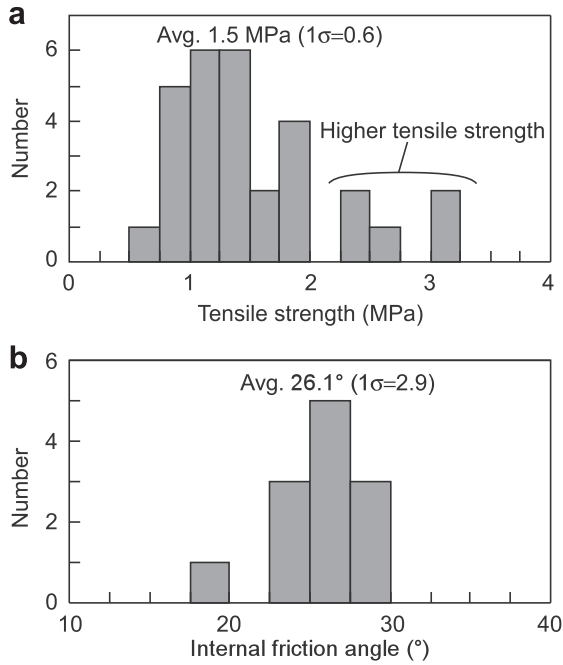 a
Avg. 1.5 MPa (1σ=0.6)
Higher tensile strength
Number
6
4
2
0
0 1 2 3 4
Tensile strength (MPa)
b
Avg. 26.1° (1σ=2.9)
Number
6
4
2
0
10 20 30 40
Internal friction angle (°)